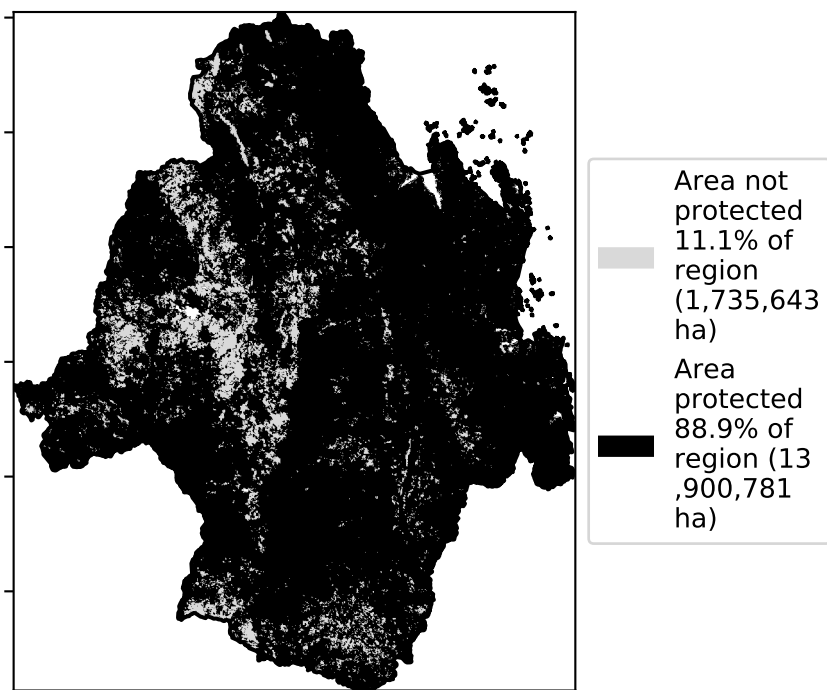 Area not
protected
11.1% of
region
(1,735,643
ha)
Area
protected
88.9% of
region (13
,900,781
ha)